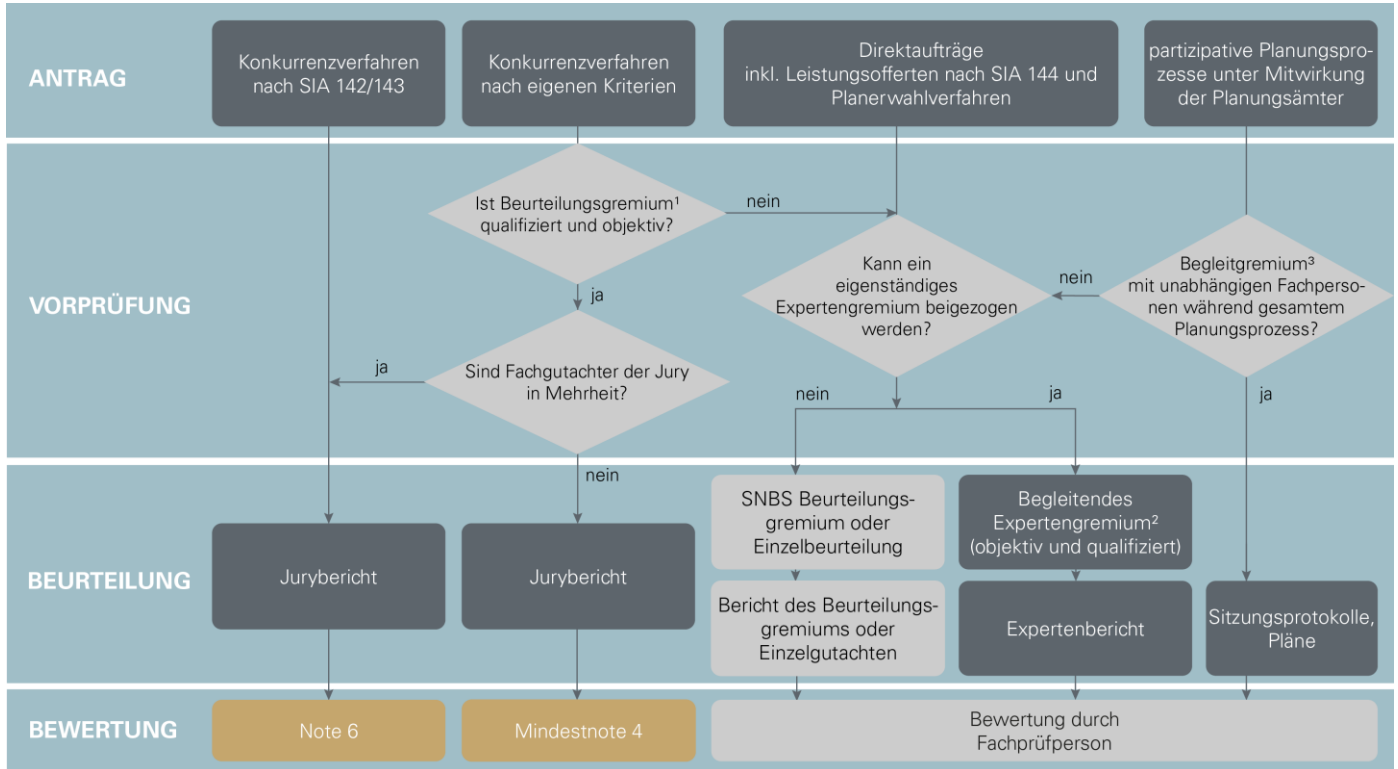 ANTRAG
Konkurrenzverfahren
nach SIA 142/143
Konkurrenzverfahren
nach eigenen Kriterien
Direktaufträge
inkl. Leistungsofferten nach SIA 144 und
Planerwahlverfahren
partizipative Planungspro-
zesse unter Mitwirkung
der Planungsämter
VORPRÜFUNG
Ist Beurteilungsgremium¹
qualifiziert und objektiv?
nein
ja
Sind Fachgutachter der Jury
in Mehrheit?
ja
nein
Kann ein
eigenständiges
Expertengremium beigezogen
werden?
nein
Begleitgremium³
mit unabhängigen Fachperso-
nen während gesamtem
Planungsprozess?
nein
ja
ja
BEURTEILUNG
Jurybericht
Jurybericht
SNBS Beurteilungs-
gremium oder
Einzelbeurteilung
Begleitendes
Expertengremium²
(objektiv und qualifiziert)
Bericht des Beurteilungs-
gremiums oder
Einzelgutachten
Expertenbericht
Sitzungsprotokolle,
Pläne
BEWERTUNG
Note 6
Mindestnote 4
Bewertung durch
Fachprüfperson